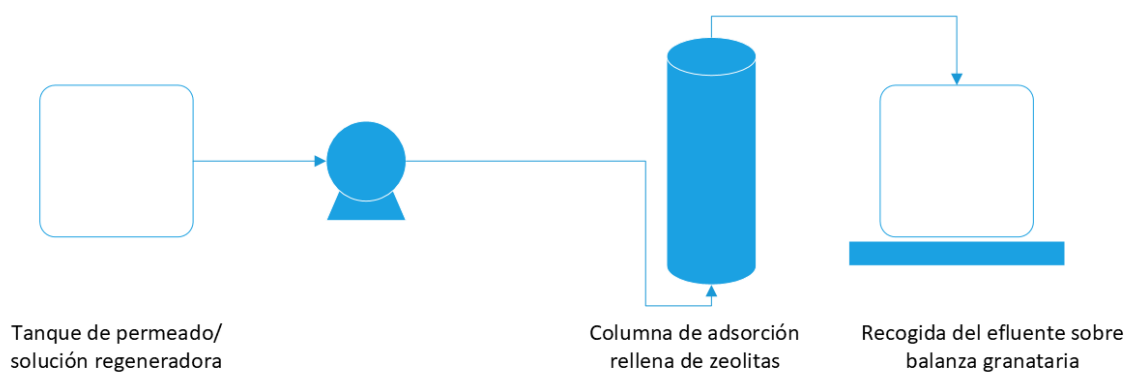 Tanque de permeado/
solución regeneradora
Columna de adsorción
rellena de zeolitas
Recogida del efluente sobre
balanza granataria